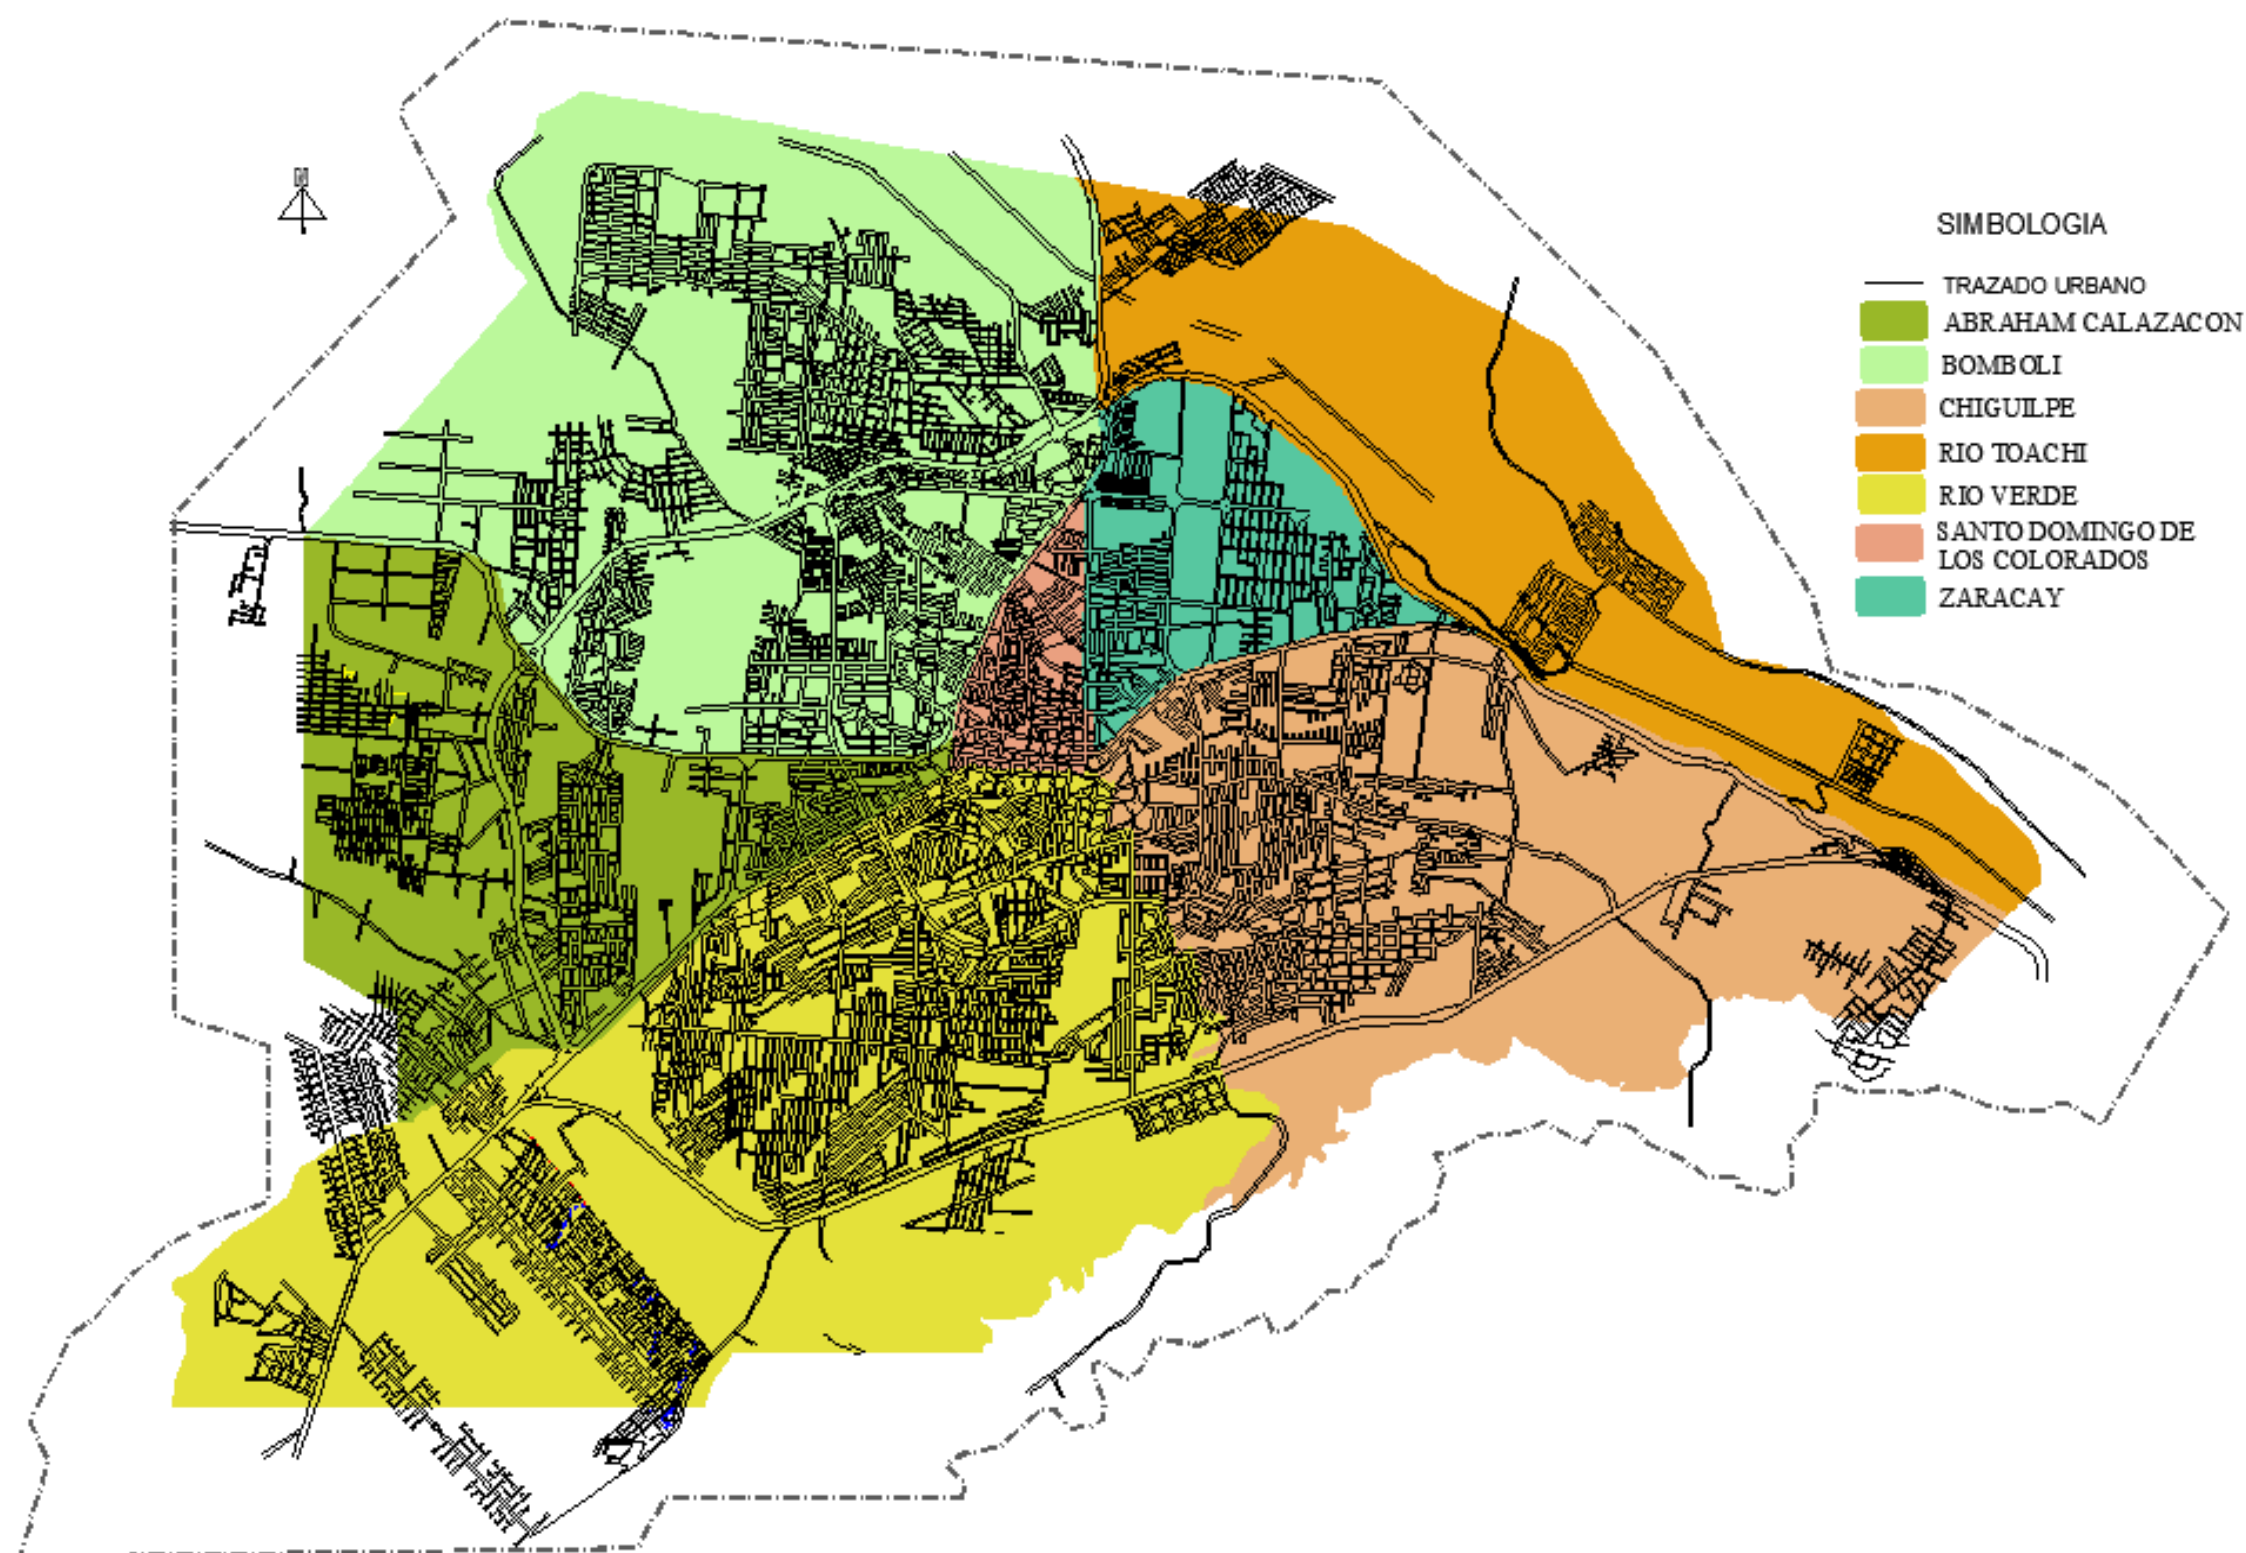 N
SIMBOLOGIA
TRAZADO URBANO
ABRAHAM CALAZACON
BOMBOLI
CHIGUILPE
RIO TOACHI
RIO VERDE
SANTO DOMINGO DE
LOS COLORADOS
ZARACAY